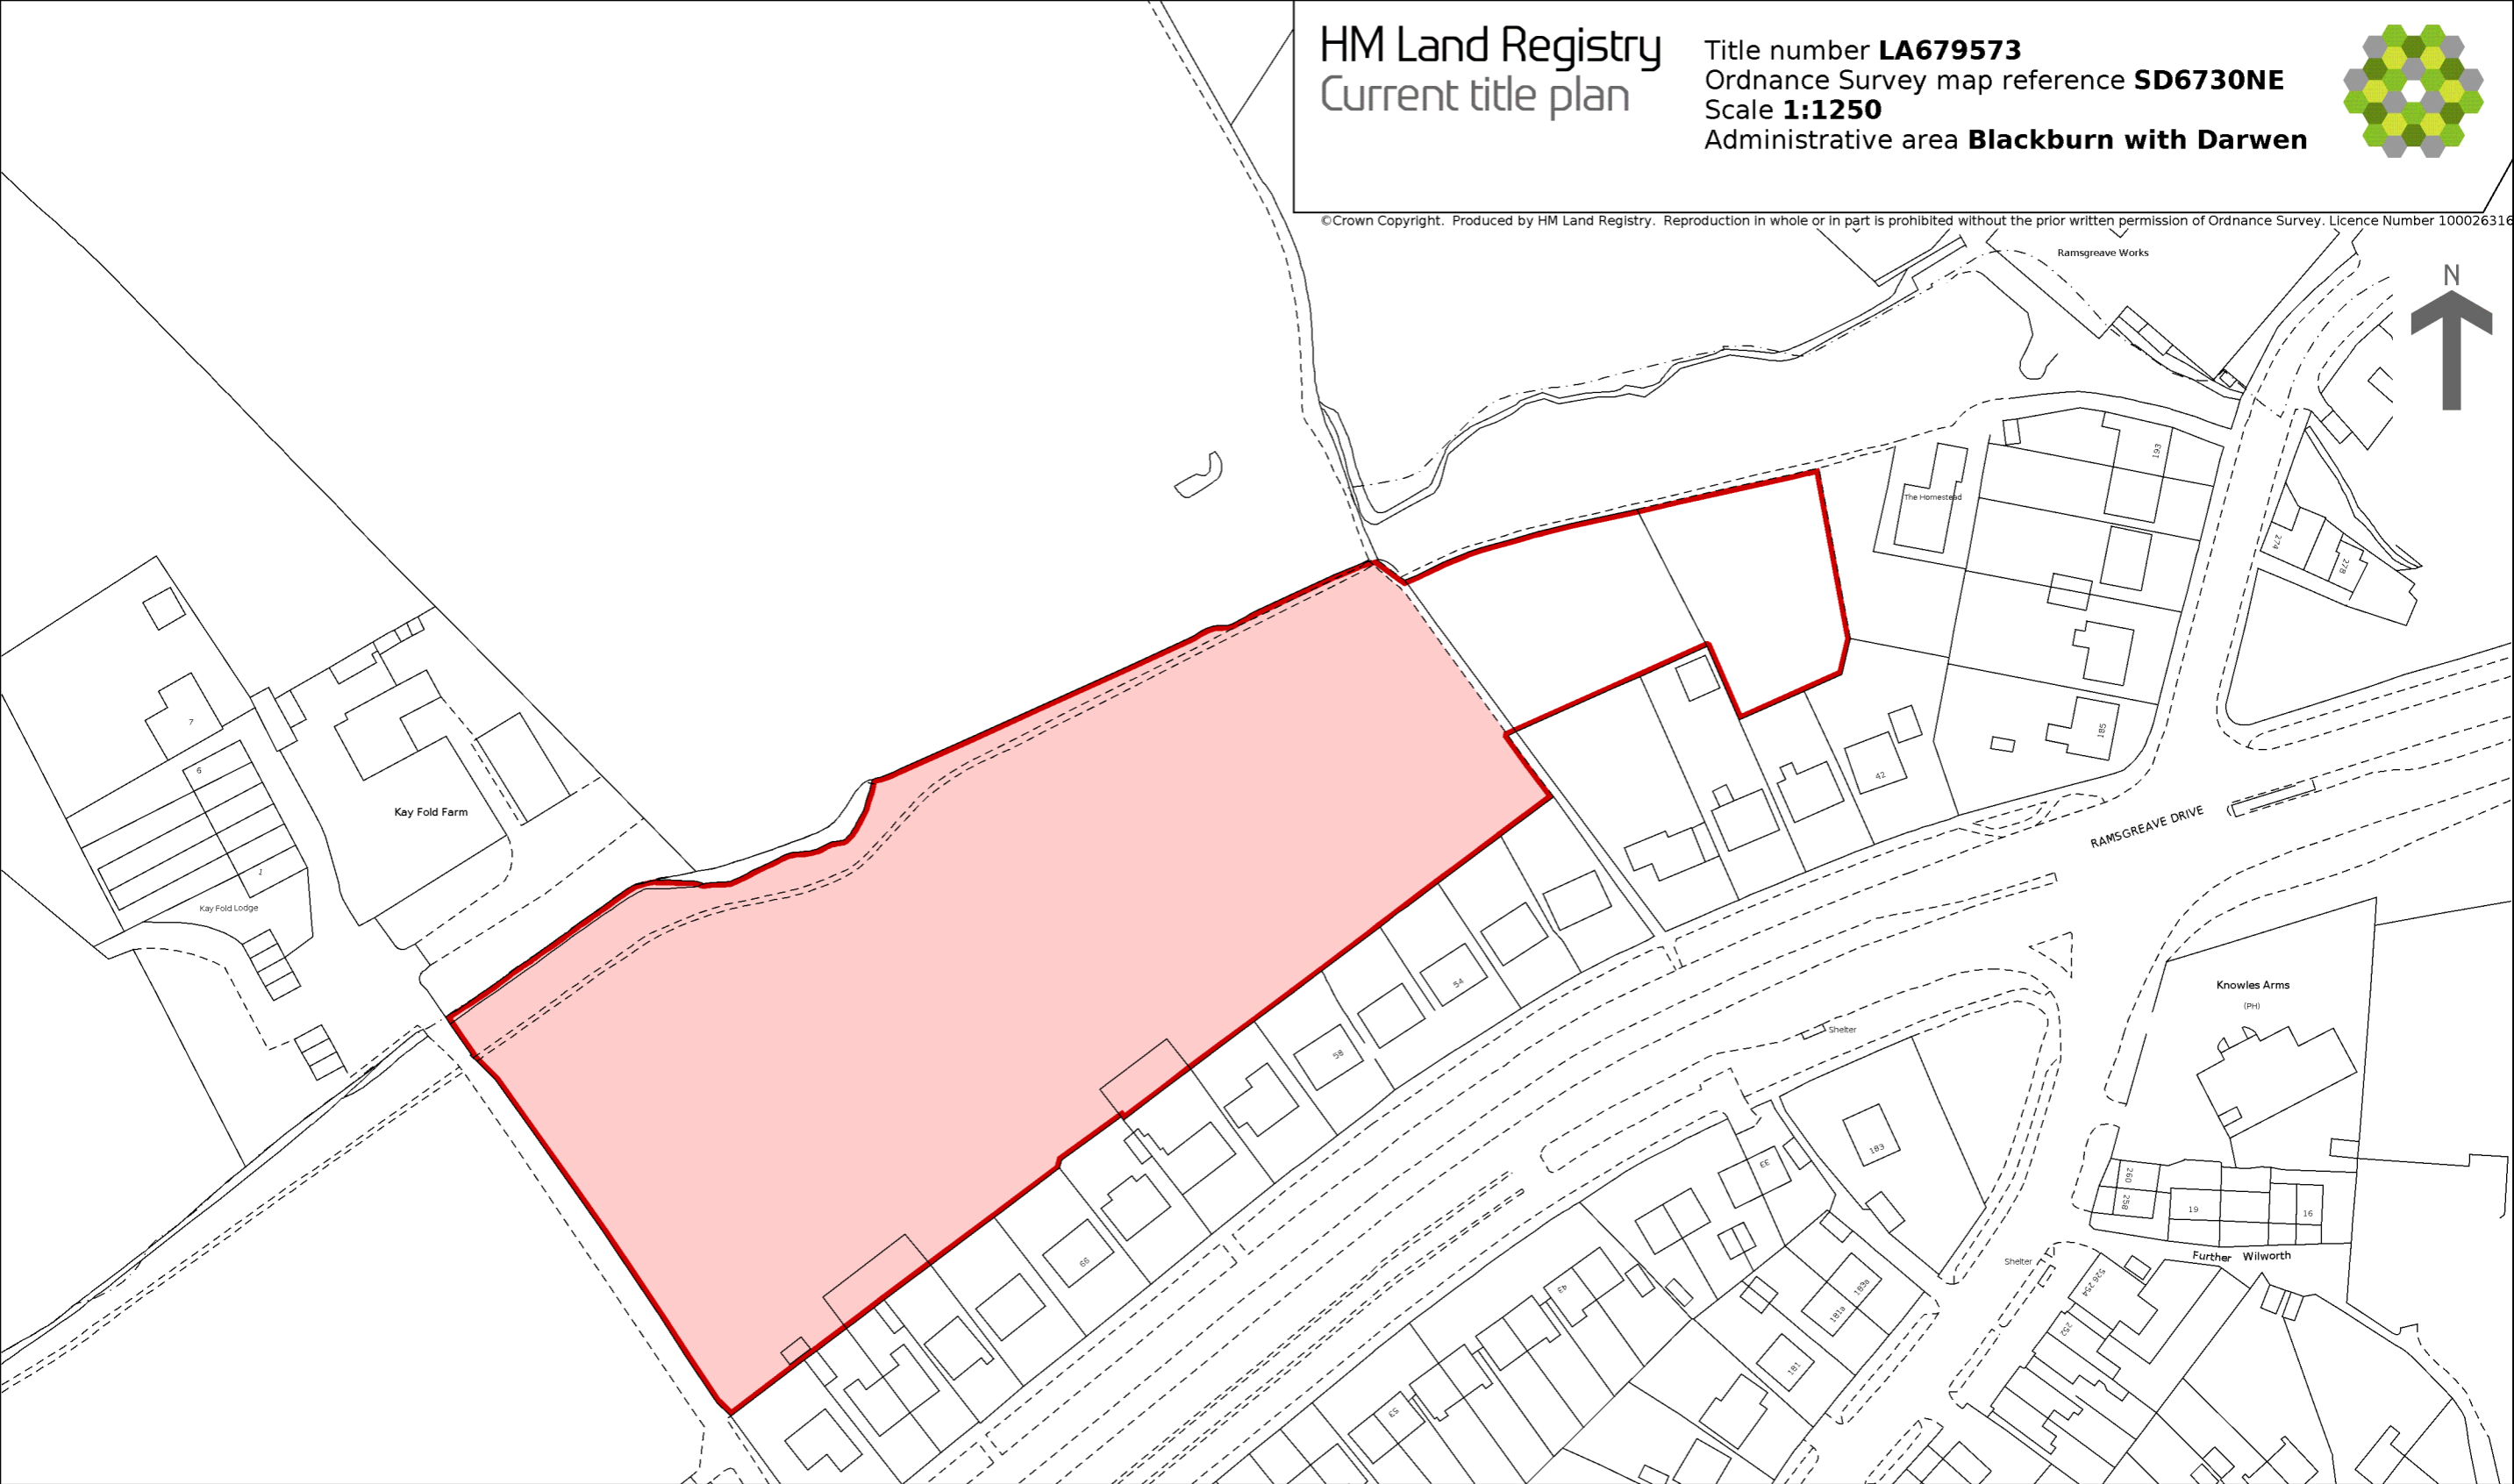 HM Land Registry
Current title plan
Title number LA679573
Ordnance Survey map reference SD6730NE
Scale 1:1250
Administrative area Blackburn with Darwen
©Crown Copyright. Produced by HM Land Registry. Reproduction in whole or in part is prohibited without the prior written permission of Ordnance Survey. Licence Number 100026316
Ramsgreave Works
N
193
The Homestead
274
278
7
185
6
42
Kay Fold Farm
RAMSGREAVE DRIVE
1
Kay Fold Lodge
54
Knowles Arms
(PH)
Shelter
58
183
33
260
258
19
16
Further Wilworth
66
Shelter
43
183a
181a
252
181
53